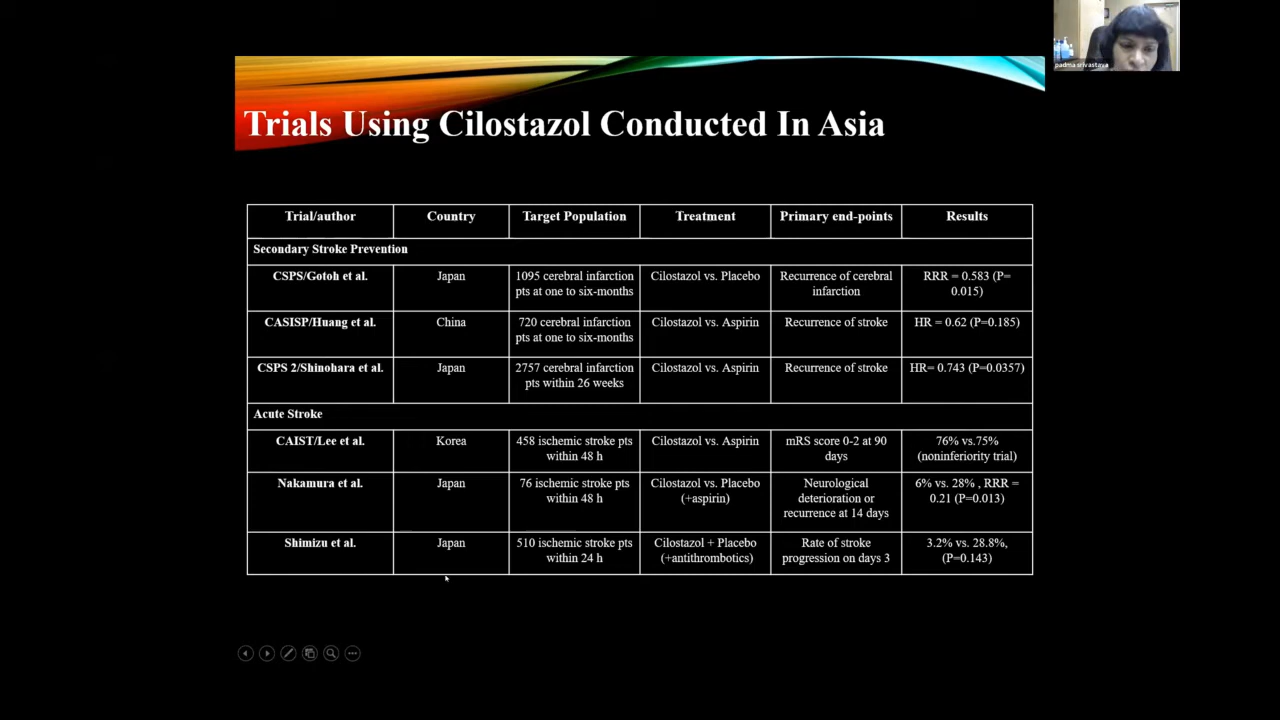 padma srivastava
Trials Using Cilostazol Conducted In Asia
Trial/author Country Target Population Treatment Primary end-points Results
Secondary Stroke Prevention
CSPS/Gotoh et al. Japan 1095 cerebral infarction Cilostazol vs. Placebo Recurrence of cerebral RRR = 0.583 (P=
pts at one to six-months infarction 0.015)
CASISP/Huang et al. China 720 cerebral infarction Cilostazol vs. Aspirin Recurrence of stroke HR = 0.62 (P=0.185)
pts at one to six-months
CSPS 2/Shinohara et al. Japan 2757 cerebral infarction Cilostazol vs. Aspirin Recurrence of stroke HR= 0.743 (P=0.0357)
pts within 26 weeks
Acute Stroke
CAIST/Lee et al. Korea 458 ischemic stroke pts Cilostazol vs. Aspirin mRS score 0-2 at 90 76% vs.75%
within 48 h days (noninferiority trial)
Nakamura et al. Japan 76 ischemic stroke pts Cilostazol vs. Placebo Neurological 6% vs. 28% , RRR =
within 48 h (+aspirin) deterioration or 0.21 (P=0.013)
recurrence at 14 days
Shimizu et al. Japan 510 ischemic stroke pts Cilostazol + Placebo Rate of stroke 3.2% vs. 28.8%,
within 24 h (+antithrombotics) progression on days 3 (P=0.143)